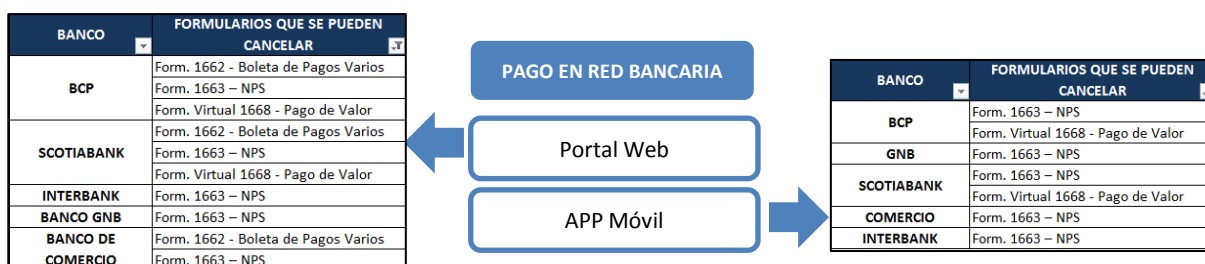 BANCO
FORMULARIOS QUE SE PUEDEN
CANCELAR
BCP
Form. 1662 - Boleta de Pagos Varios
Form. 1663 – NPS
Form. Virtual 1668 - Pago de Valor
SCOTIABANK
Form. 1662 - Boleta de Pagos Varios
Form. 1663 – NPS
Form. Virtual 1668 - Pago de Valor
INTERBANK
Form. 1663 – NPS
BANCO GNB
Form. 1663 – NPS
BANCO DE
COMERCIO
Form. 1662 - Boleta de Pagos Varios
Form. 1663 – NPS
PAGO EN RED BANCARIA
Portal Web
APP Móvil
BANCO
FORMULARIOS QUE SE PUEDEN
CANCELAR
BCP
Form. 1663 – NPS
Form. Virtual 1668 - Pago de Valor
GNB
Form. 1663 – NPS
SCOTIABANK
Form. 1663 – NPS
Form. Virtual 1668 - Pago de Valor
COMERCIO
Form. 1663 – NPS
INTERBANK
Form. 1663 – NPS